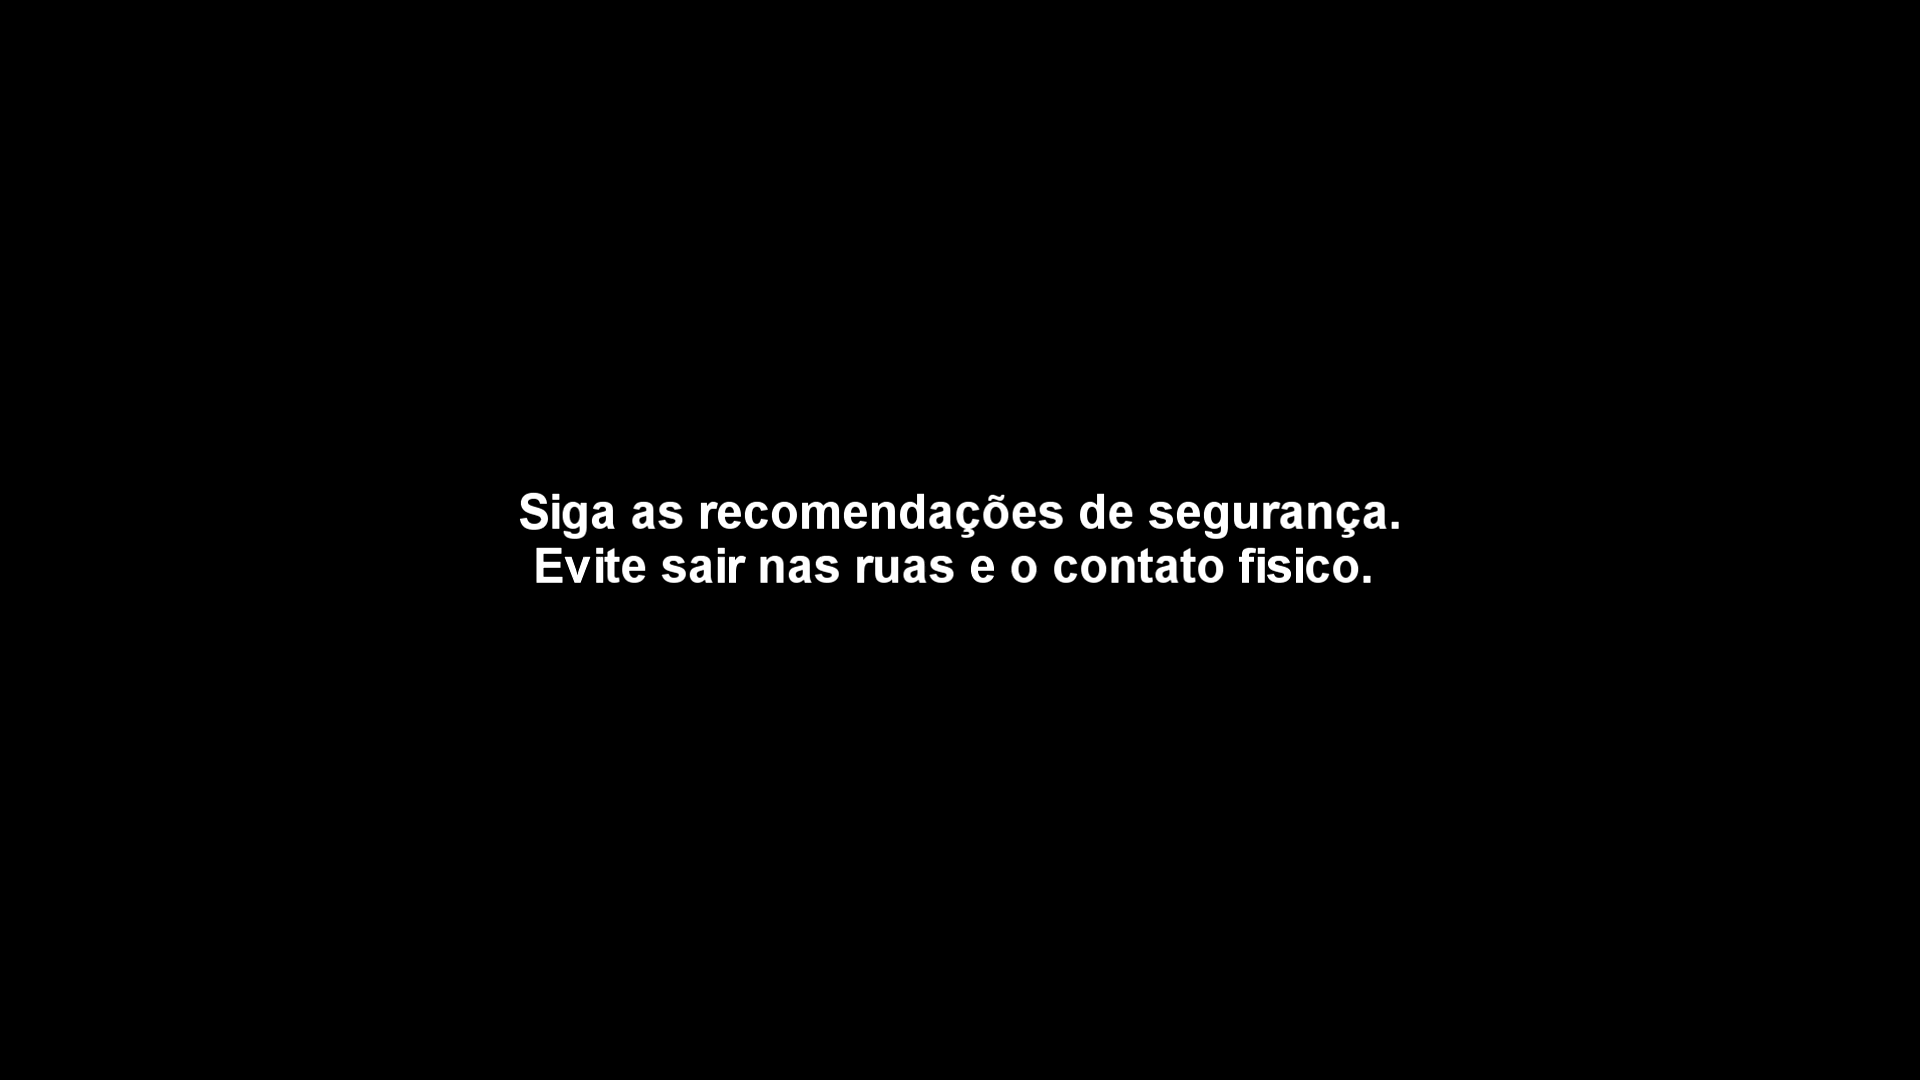 Siga as recomendações de segurança.
Evite sair nas ruas e o contato fisico.